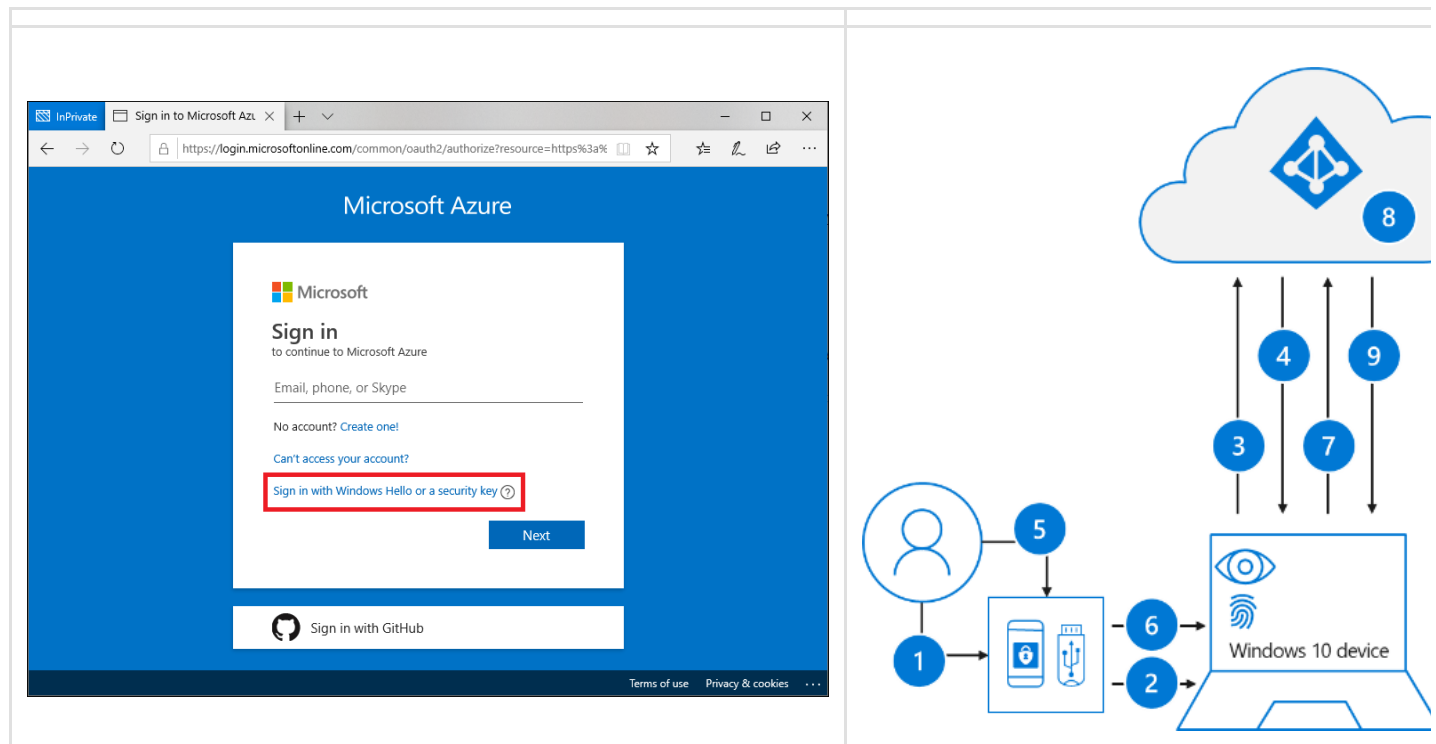 InPrivate
Sign in to Microsoft Azu
https://login.microsoftonline.com/common/oauth2/authorize?resource=https%3a%
Microsoft Azure
Microsoft
Sign in
to continue to Microsoft Azure
Email, phone, or Skype
No account? Create one!
Can't access your account?
Sign in with Windows Hello or a security key ?
Next
Sign in with GitHub
Terms of use Privacy & cookies ...
8
4
9
3
7
5
6
1
2
Windows 10 device